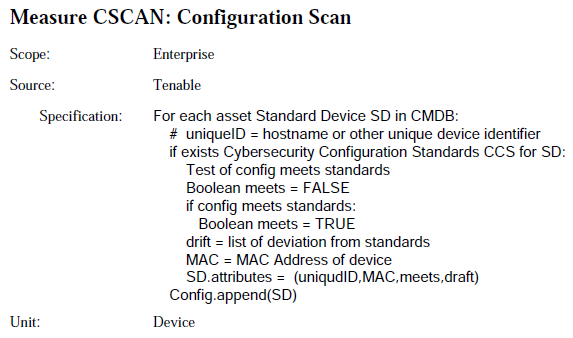 Measure CSCAN: Configuration Scan
Scope: Enterprise
Source: Tenable
Specification: For each asset Standard Device SD in CMDB:
# uniqueID = hostname or other unique device identifier
if exists Cybersecurity Configuration Standards CCS for SD:
Test of config meets standards
Boolean meets = FALSE
if config meets standards:
Boolean meets = TRUE
drift = list of deviation from standards
MAC = MAC Address of device
SD.attributes = (uniqudID,MAC,meets,draft)
Config.append(SD)
Unit: Device